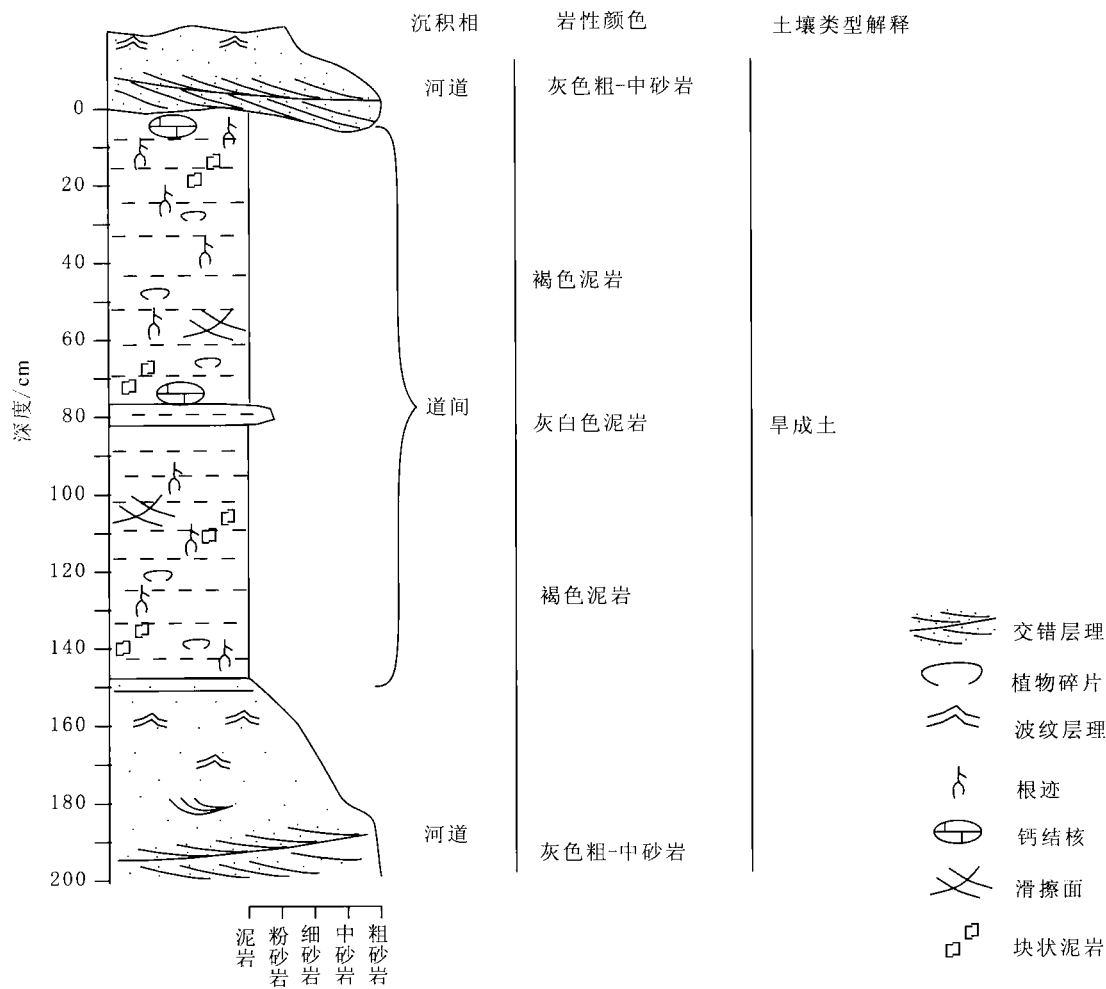 沉积相 岩性颜色 土壤类型解释
河道 灰色粗-中砂岩
0
20
40
褐色泥岩
60
道间
80
灰白色泥岩 旱成土
100
120
褐色泥岩
140
160
180
河道 灰色粗-中砂岩
200
深度/cm
泥岩
粉砂岩
细砂岩
中砂岩
粗砂岩
交错层理
植物碎片
波纹层理
根迹
钙结核
滑擦面
块状泥岩